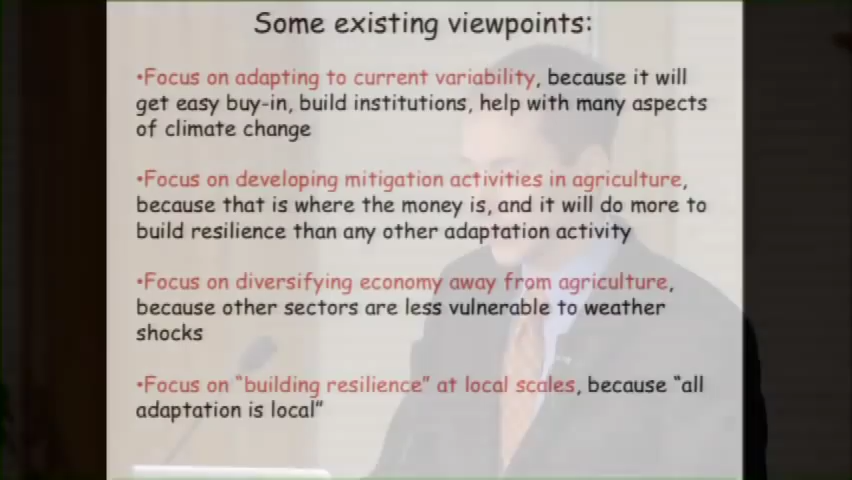 Some existing viewpoints:
•Focus on adapting to current variability, because it will
get easy buy-in, build institutions, help with many aspects
of climate change
•Focus on developing mitigation activities in agriculture,
because that is where the money is, and it will do more to
build resilience than any other adaptation activity
•Focus on diversifying economy away from agriculture,
because other sectors are less vulnerable to weather
shocks
•Focus on “building resilience” at local scales, because “all
adaptation is local”